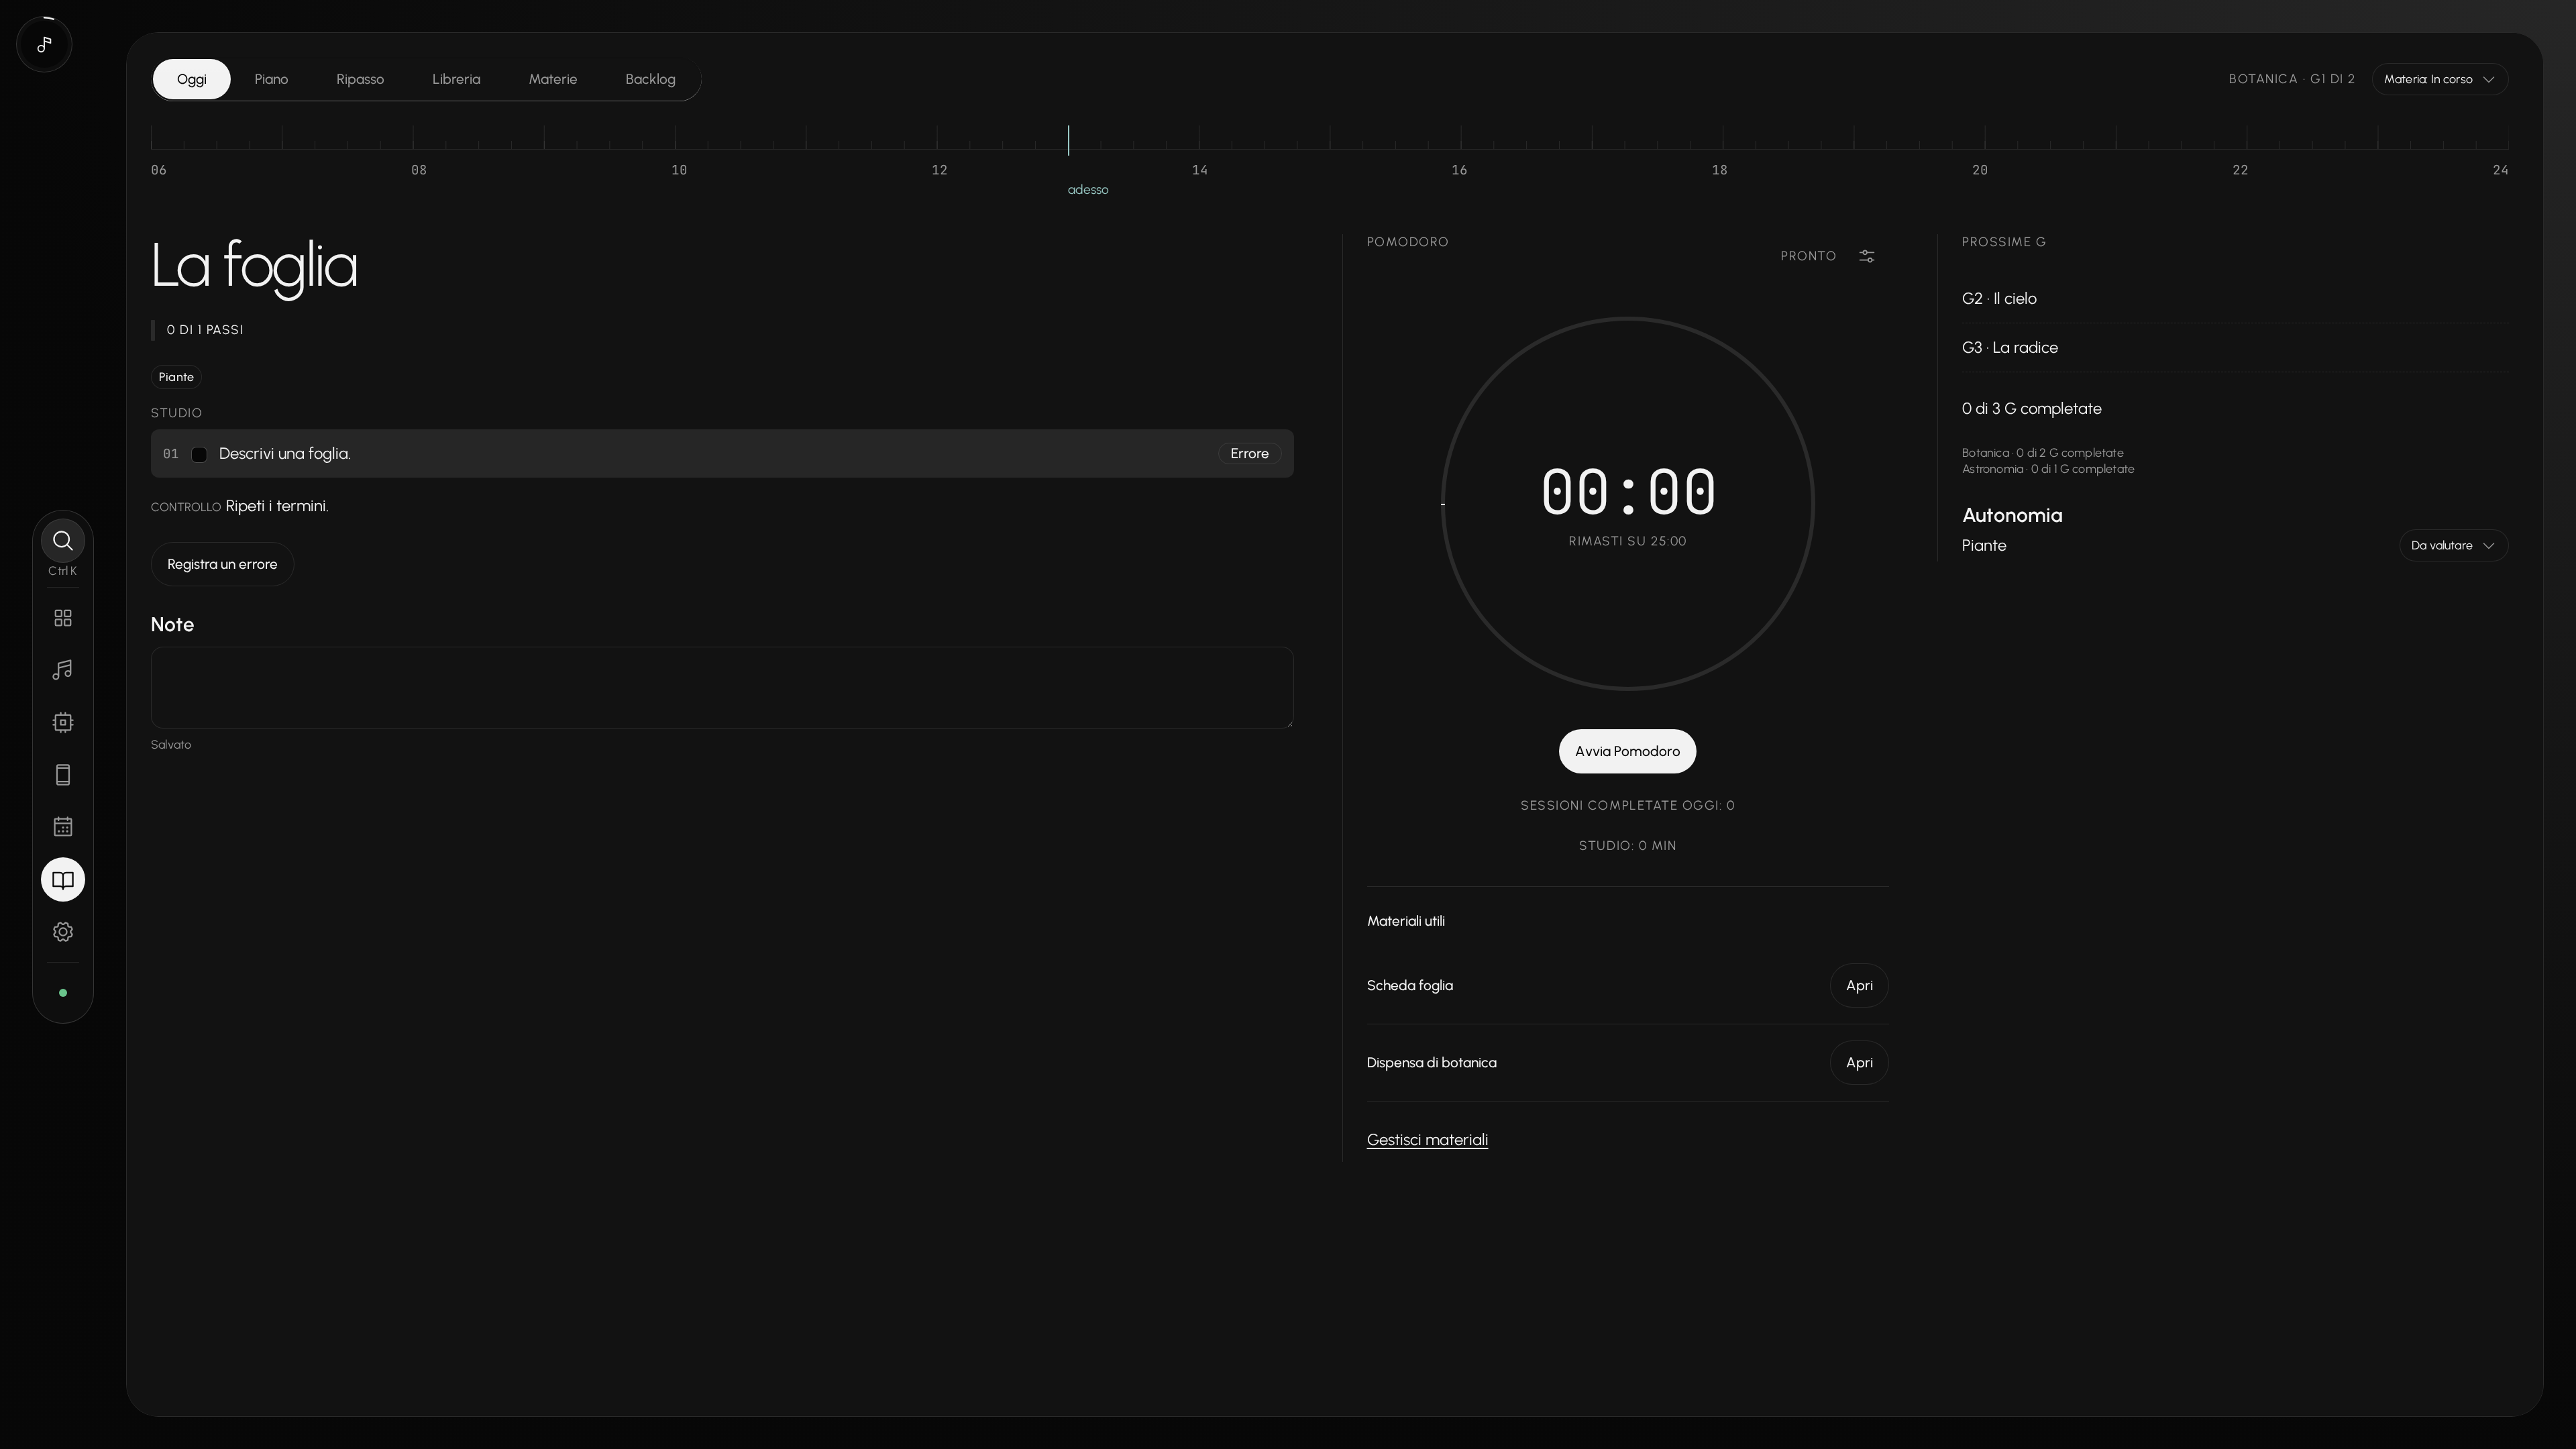 Oggi Piano Ripasso Libreria Materie Backlog
BOTANICA · G1 DI 2 Materia: In corso
06 08 10 12 14 16 18 20 22 24
adesso
La foglia
0 DI 1 PASSI
Piante
STUDIO
01 Descrivi una foglia. Errore
CONTROLLO Ripeti i termini.
Registra un errore
Note
Salvato
POMODORO
PRONTO
00:00
RIMASTI SU 25:00
Avvia Pomodoro
SESSIONI COMPLETATE OGGI: 0
STUDIO: 0 MIN
Materiali utili
Scheda foglia Apri
Dispensa di botanica Apri
Gestisci materiali
PROSSIME G
G2 · Il cielo
G3 · La radice
0 di 3 G completate
Botanica · 0 di 2 G completate
Astronomia · 0 di 1 G completate
Autonomia
Piante Da valutare
Ctrl K